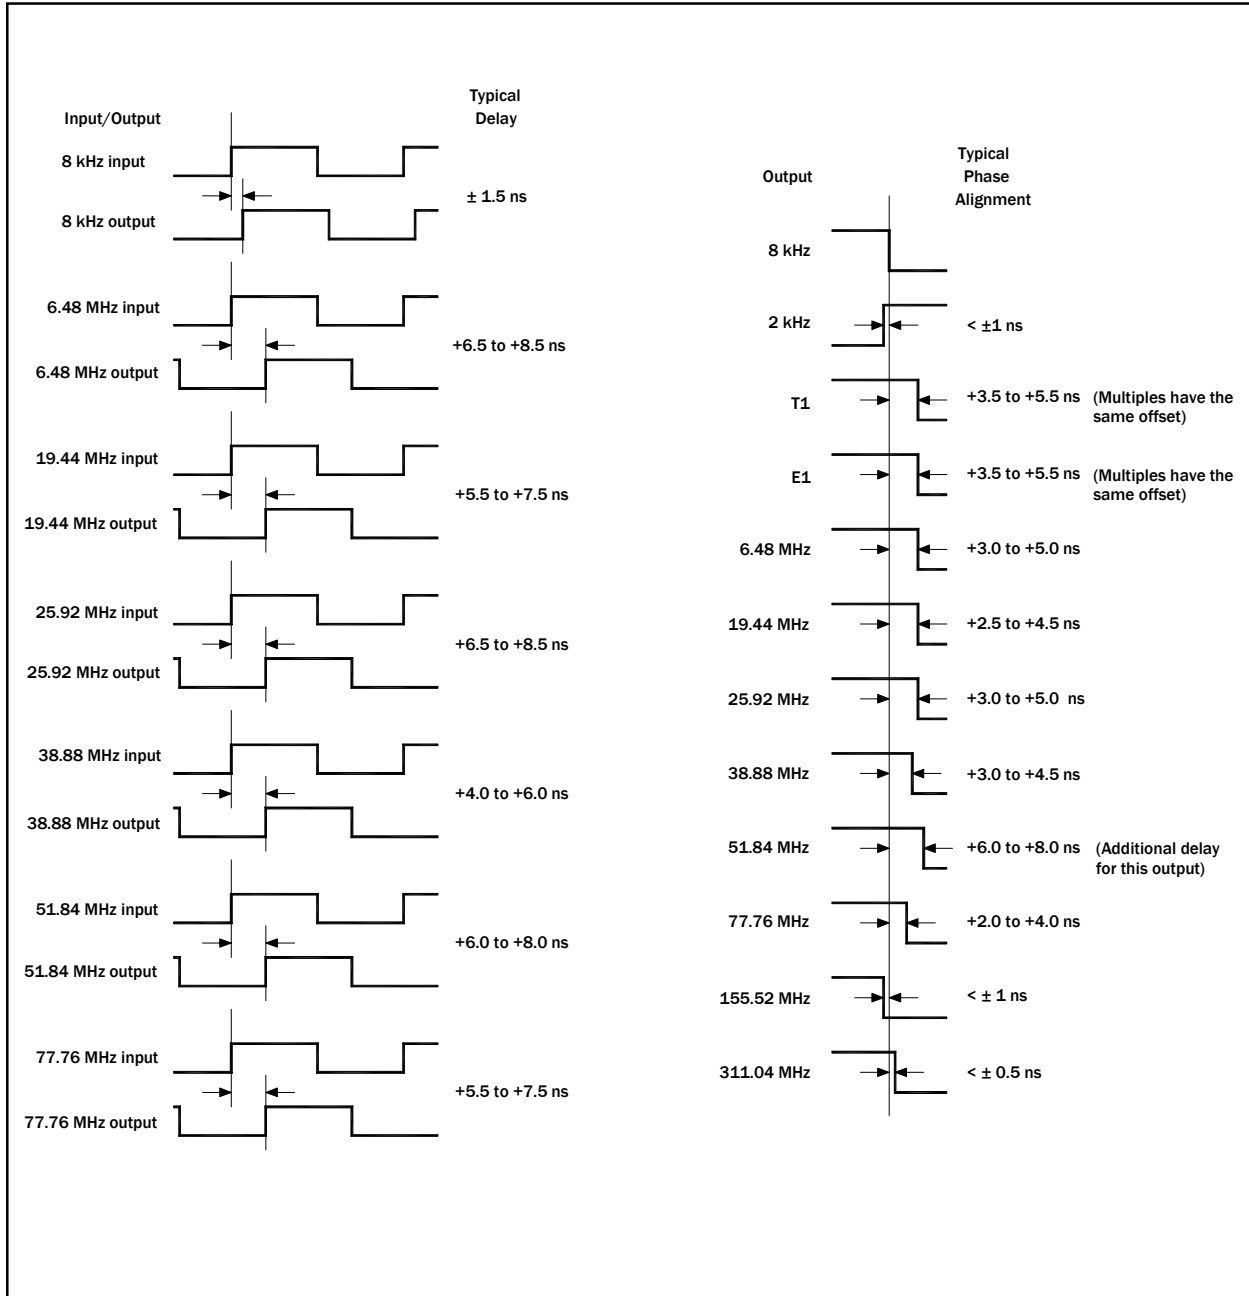 Input/Output
Typical
Delay
8 kHz input
± 1.5 ns
8 kHz output
6.48 MHz input
+6.5 to +8.5 ns
6.48 MHz output
19.44 MHz input
+5.5 to +7.5 ns
19.44 MHz output
25.92 MHz input
+6.5 to +8.5 ns
25.92 MHz output
38.88 MHz input
+4.0 to +6.0 ns
38.88 MHz output
51.84 MHz input
+6.0 to +8.0 ns
51.84 MHz output
77.76 MHz input
+5.5 to +7.5 ns
77.76 MHz output
Output
Typical
Phase
Alignment
8 kHz
2 kHz
< ±1 ns
T1
+3.5 to +5.5 ns (Multiples have the
same offset)
E1
+3.5 to +5.5 ns (Multiples have the
same offset)
6.48 MHz
+3.0 to +5.0 ns
19.44 MHz
+2.5 to +4.5 ns
25.92 MHz
+3.0 to +5.0 ns
38.88 MHz
+3.0 to +4.5 ns
51.84 MHz
+6.0 to +8.0 ns (Additional delay
for this output)
77.76 MHz
+2.0 to +4.0 ns
155.52 MHz
< ± 1 ns
311.04 MHz
< ± 0.5 ns